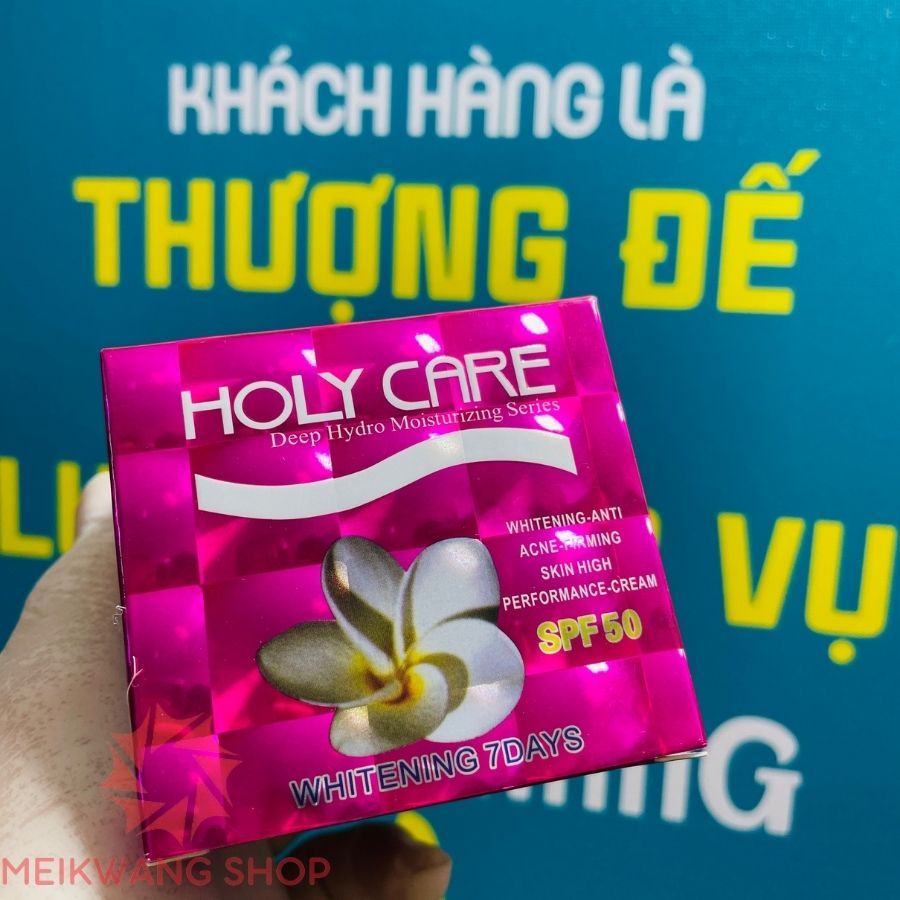 KHÁCH HÀNG LÀ
THƯỢNG ĐẾ
VỤ
HOLY CARE
Deep Hydro Moisturizing Series
WHITENING-ANTI
ACNE-FIRMING
SKIN HIGH
PERFORMANCE-CREAM
SPF 50
WHITENING 7DAYS
MEIKWANG SHOP